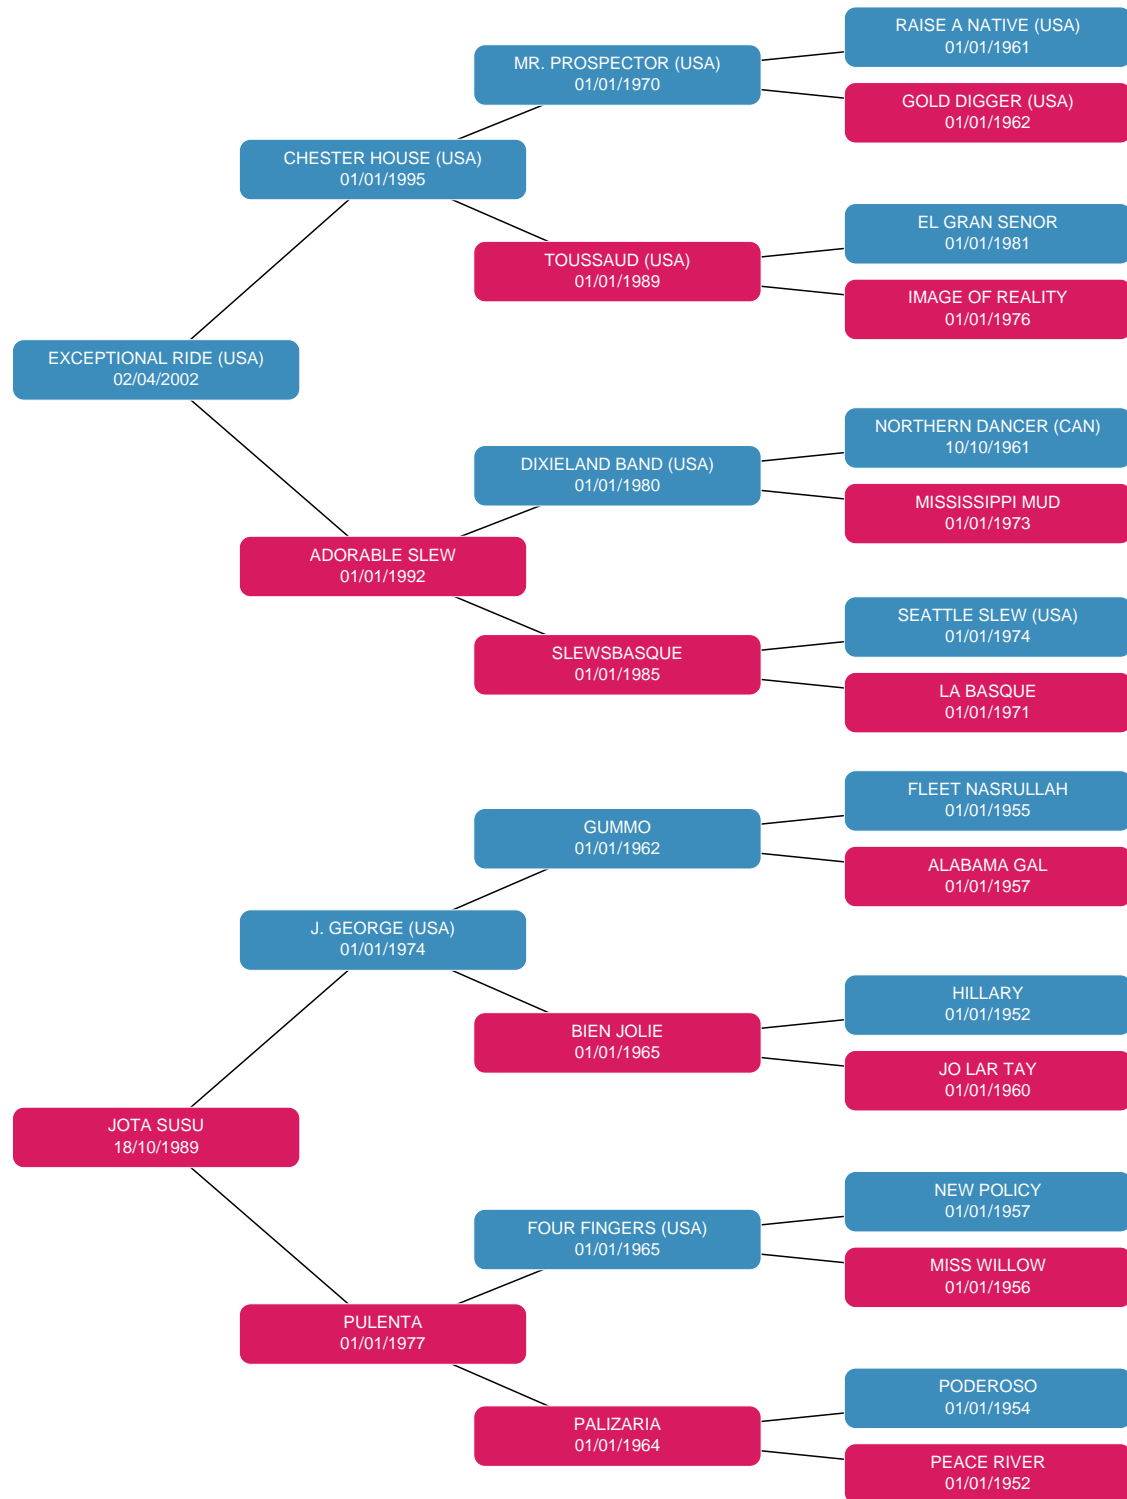 RAISE A NATIVE (USA)
01/01/1961
MR. PROSPECTOR (USA)
01/01/1970
GOLD DIGGER (USA)
01/01/1962
CHESTER HOUSE (USA)
01/01/1995
EL GRAN SENOR
01/01/1981
TOUSSAUD (USA)
01/01/1989
IMAGE OF REALITY
01/01/1976
EXCEPTIONAL RIDE (USA)
02/04/2002
NORTHERN DANCER (CAN)
10/10/1961
DIXIELAND BAND (USA)
01/01/1980
MISSISSIPPI MUD
01/01/1973
ADORABLE SLEW
01/01/1992
SEATTLE SLEW (USA)
01/01/1974
SLEWSBASQUE
01/01/1985
LA BASQUE
01/01/1971
FLEET NASRULLAH
01/01/1955
GUMMO
01/01/1962
ALABAMA GAL
01/01/1957
J. GEORGE (USA)
01/01/1974
HILLARY
01/01/1952
BIEN JOLIE
01/01/1965
JO LAR TAY
01/01/1960
JOTA SUSU
18/10/1989
NEW POLICY
01/01/1957
FOUR FINGERS (USA)
01/01/1965
MISS WILLOW
01/01/1956
PULENTA
01/01/1977
PODEROSO
01/01/1954
PALIZARIA
01/01/1964
PEACE RIVER
01/01/1952